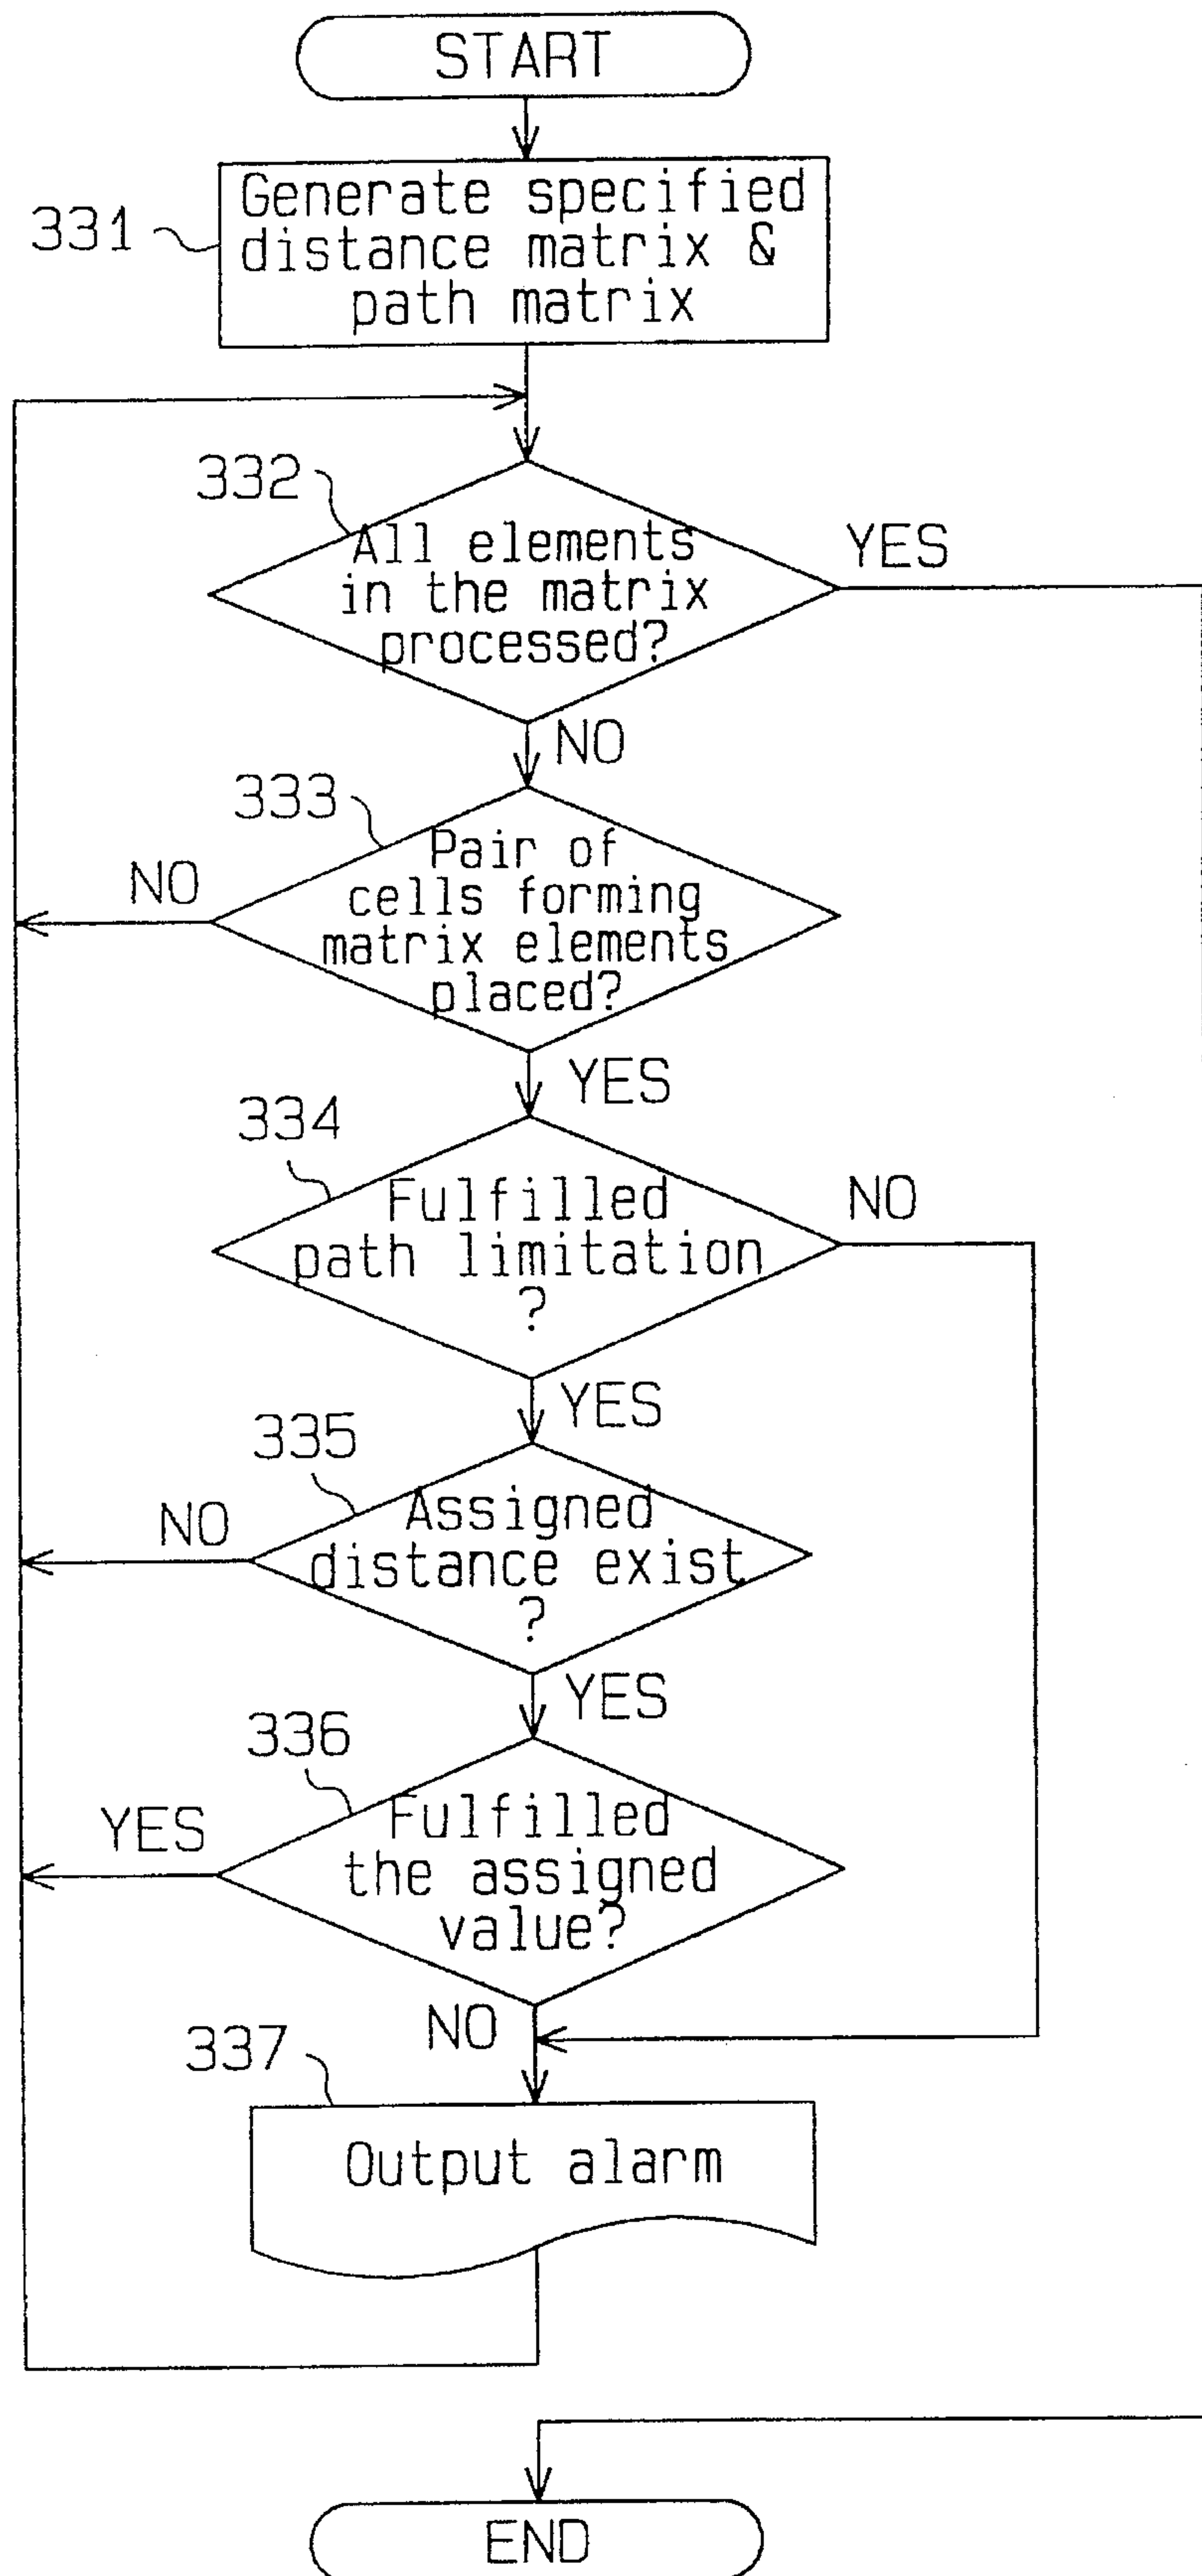 START
331
Generate specified
distance matrix &
path matrix
332
All elements
in the matrix
processed?
YES
NO
333
Pair of
cells forming
matrix elements
placed?
NO
YES
334
Fulfilled
path limitation
?
NO
YES
335
Assigned
distance exist
?
NO
YES
336
Fulfilled
the assigned
value?
YES
NO
337
Output alarm
END